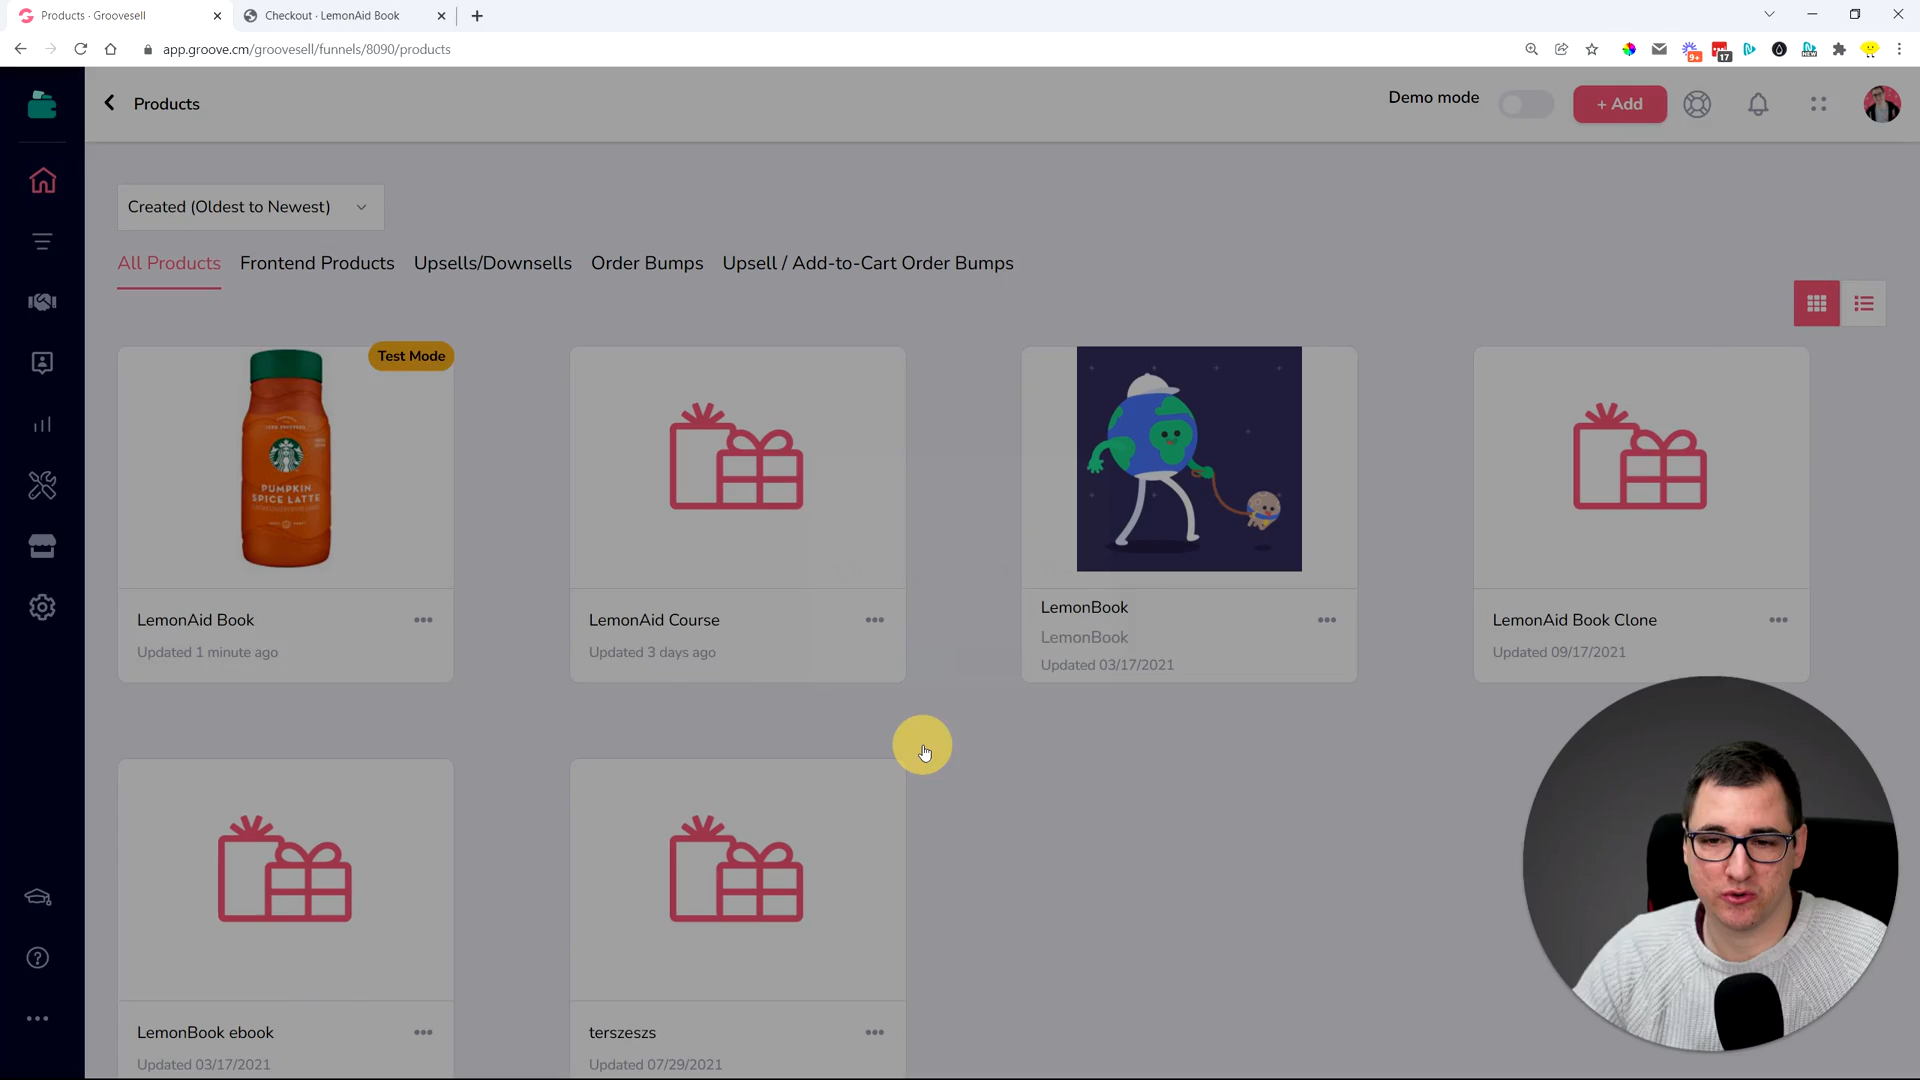 Products · Groovesell
Checkout · LemonAid Book
app.groove.cm/groovesell/funnels/8090/products
9+
17
NEW
Products
Demo mode
+ Add
Created (Oldest to Newest)
All Products
Frontend Products
Upsells/Downsells
Order Bumps
Upsell / Add-to-Cart Order Bumps
Test Mode
PUMPKIN
SPICE LATTE
LemonAid Book
Updated 1 minute ago
LemonAid Course
Updated 3 days ago
LemonBook
LemonBook
Updated 03/17/2021
LemonAid Book Clone
Updated 09/17/2021
LemonBook ebook
Updated 03/17/2021
terszeszs
Updated 07/29/2021